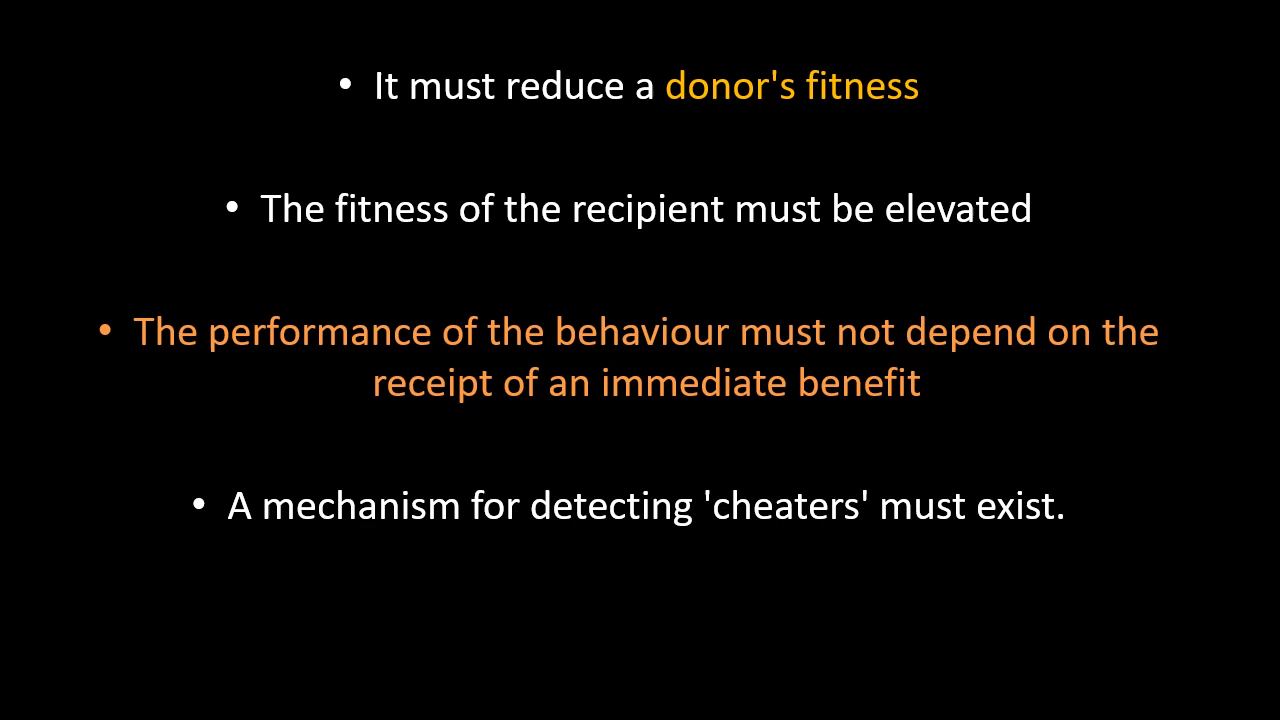 • It must reduce a donor's fitness
• The fitness of the recipient must be elevated
• The performance of the behaviour must not depend on the
receipt of an immediate benefit
• A mechanism for detecting 'cheaters' must exist.